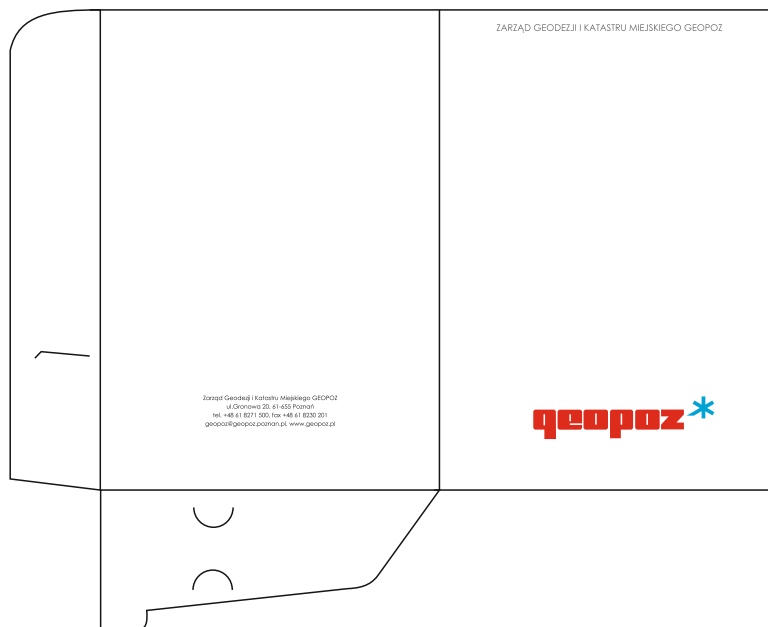 ZARZĄD GEODEZJI I KATASTRU MIEJSKIEGO GEOPOZ
Zarząd Geodezji i Katastru Miejskiego GEOPOZ
ul.Gronowa 20, 61-655 Poznań
tel. +48 61 8271 500, fax +48 61 8230 201
geopoz@geopoz.poznan.pl, www.geopoz.pl
geopoz